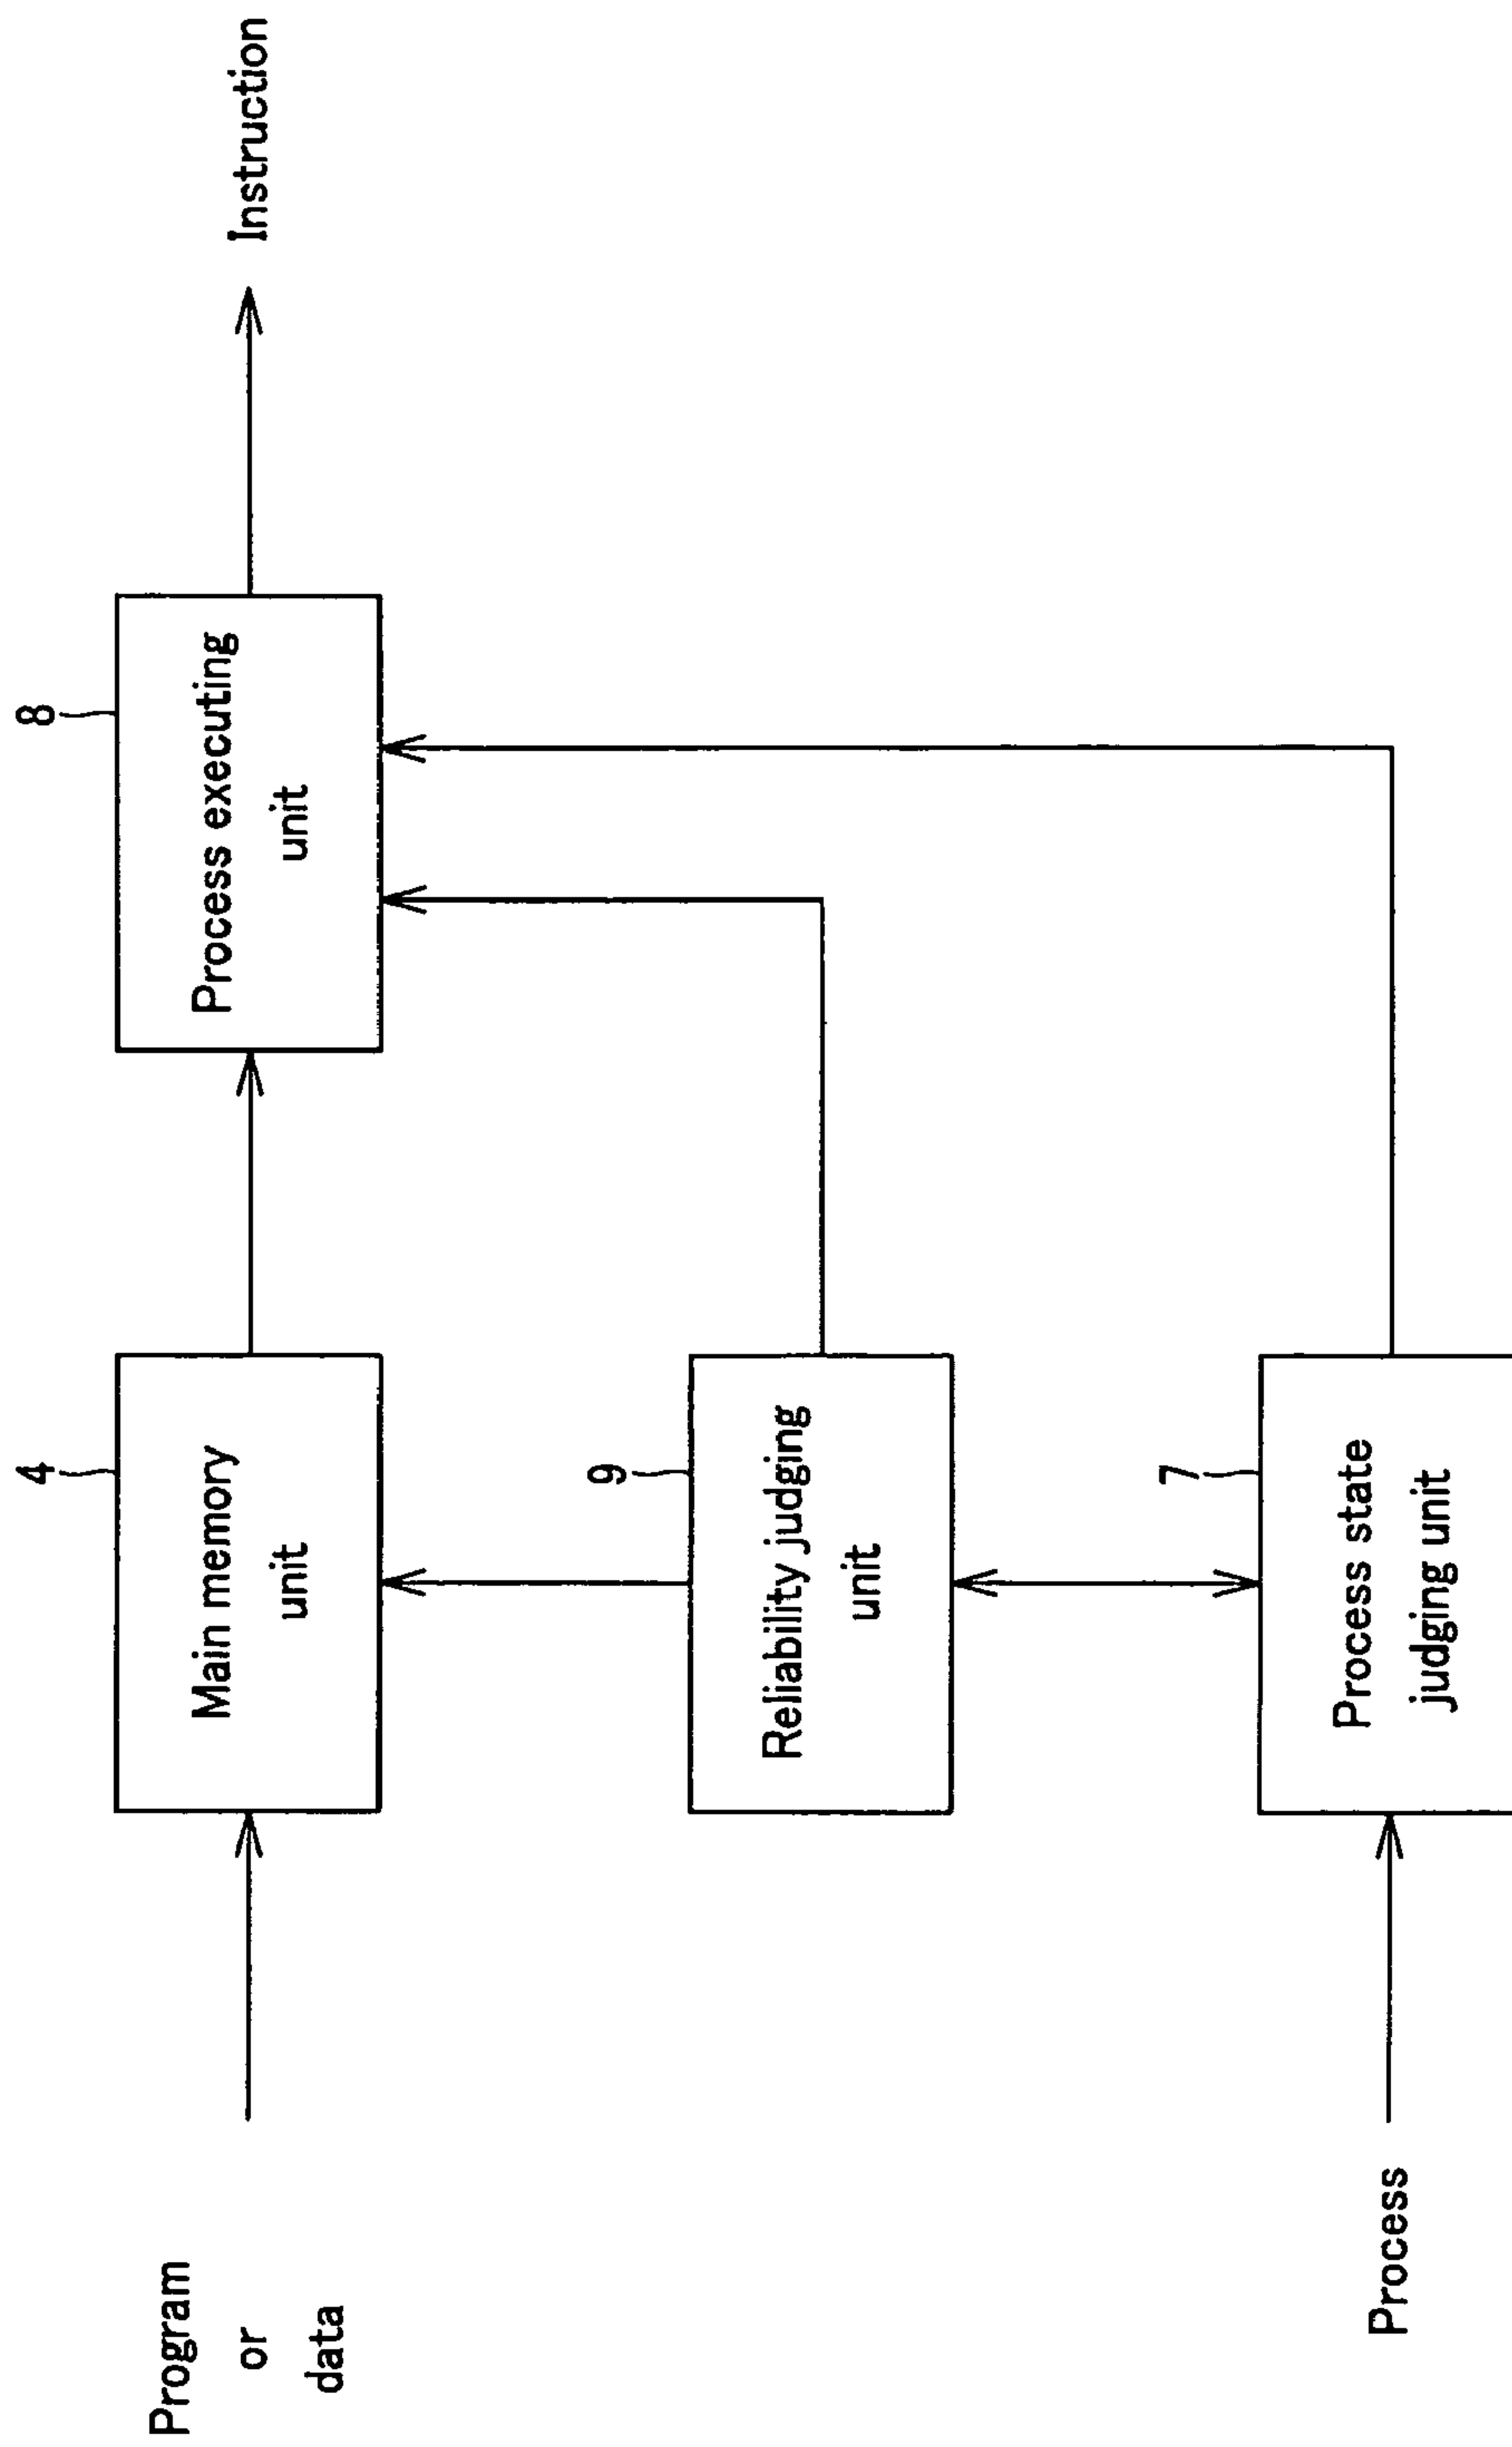 Program
or
data
4
Main memory
unit
8
Process executing
unit
Instruction
9
Reliability judging
unit
Process
7
Process state
judging unit